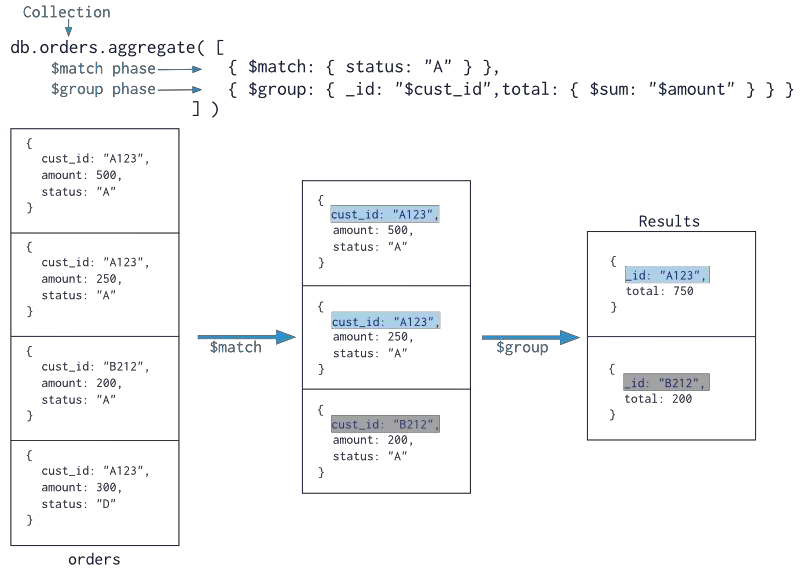 Collection
db.orders.aggregate( [
$match phase { $match: { status: "A" } },
$group phase { $group: { _id: "$cust_id",total: { $sum: "$amount" } } }
] )
{
cust_id: "A123",
amount: 500,
status: "A"
}
{
cust_id: "A123",
amount: 250,
status: "A"
}
{
cust_id: "B212",
amount: 200,
status: "A"
}
{
cust_id: "A123",
amount: 300,
status: "D"
}
orders
$match
{
cust_id: "A123",
amount: 500,
status: "A"
}
{
cust_id: "A123",
amount: 250,
status: "A"
}
{
cust_id: "B212",
amount: 200,
status: "A"
}
$group
Results
{
_id: "A123",
total: 750
}
{
_id: "B212",
total: 200
}